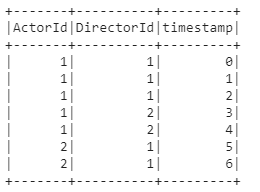 +-------+----------+---------+
|ActorId|DirectorId|timestamp|
+-------+----------+---------+
|      1|         1|        0|
|      1|         1|        1|
|      1|         1|        2|
|      1|         2|        3|
|      1|         2|        4|
|      2|         1|        5|
|      2|         1|        6|
+-------+----------+---------+